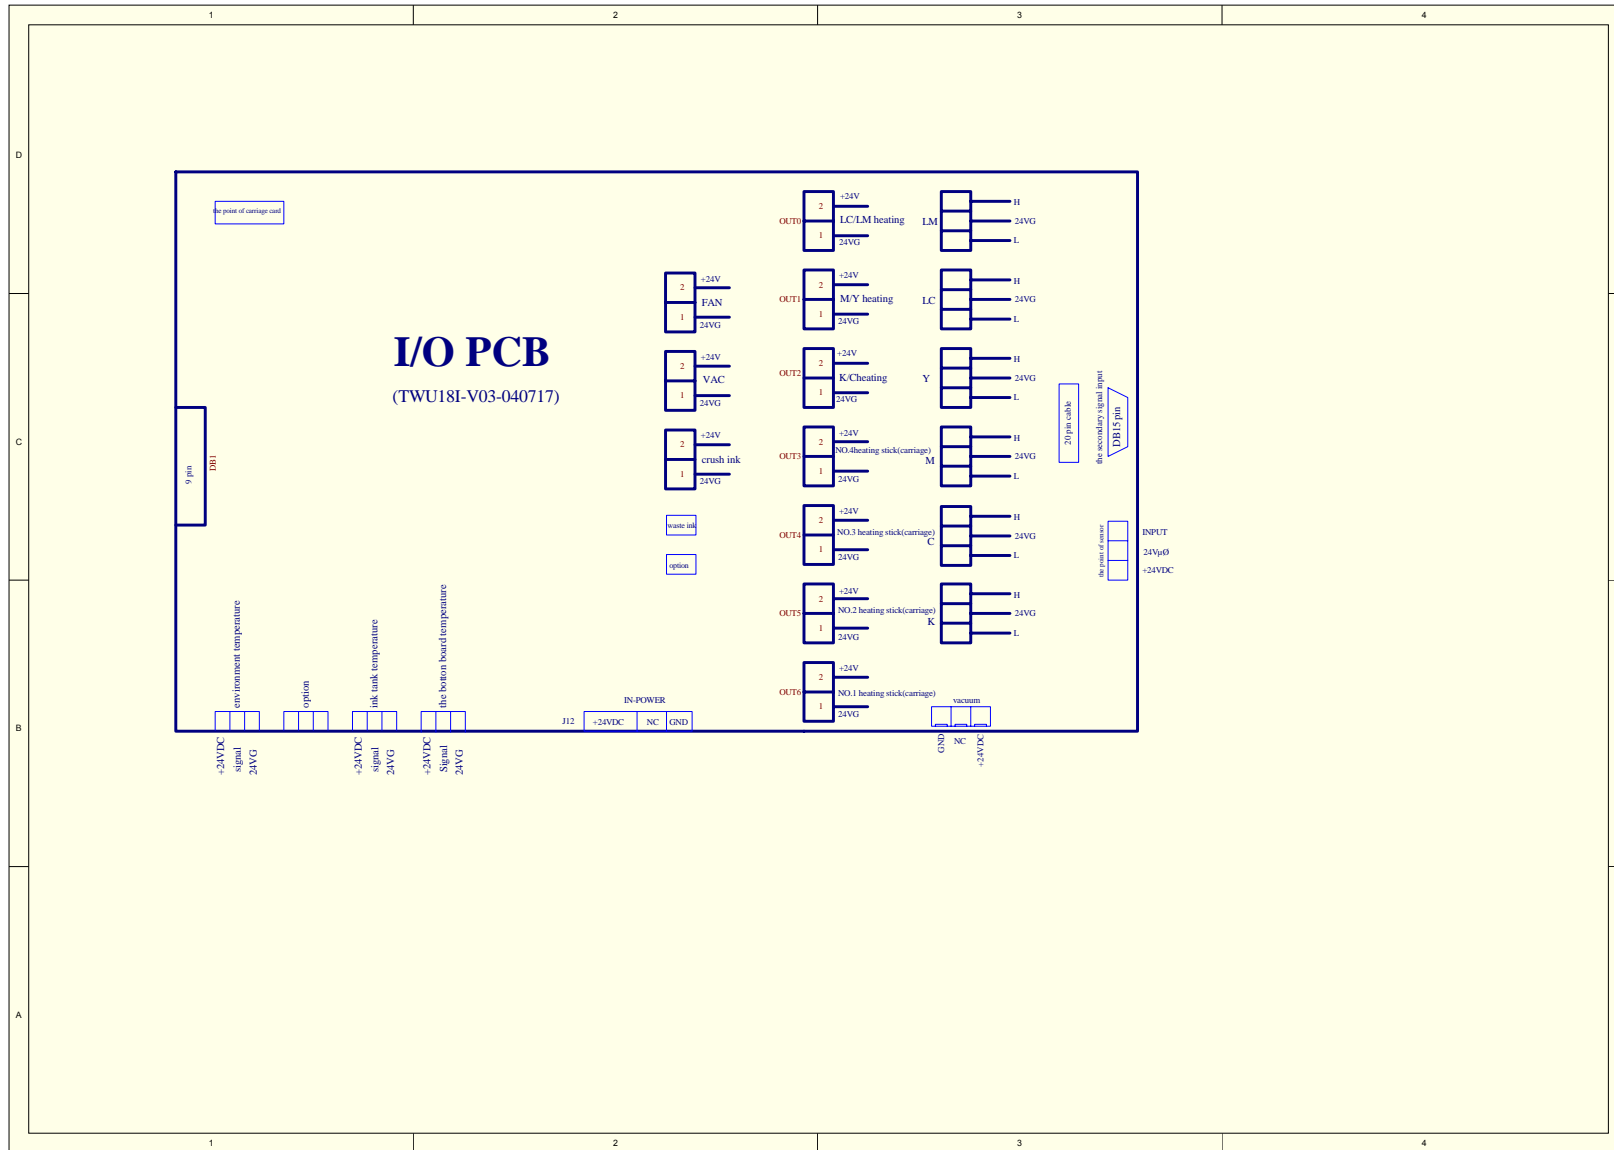 1
2
3
4
D
C
B
A
the point of carriage card
I/O PCB
(TWU18I-V03-040717)
9 pin
DB1
+24V
2
FAN
1
24VG
+24V
2
VAC
1
24VG
+24V
2
crush ink
1
24VG
waste ink
option
OUT0
+24V
2
LC/LM heating
1
24VG
OUT1
+24V
2
M/Y heating
1
24VG
OUT2
+24V
2
K/Cheating
1
24VG
OUT3
+24V
2
NO.4heating stick(carriage)
1
24VG
OUT4
+24V
2
NO.3 heating stick(carriage)
1
24VG
OUT5
+24V
2
NO.2 heating stick(carriage)
1
24VG
OUT6
+24V
2
NO.1 heating stick(carriage)
1
24VG
LM
H
24VG
L
LC
H
24VG
L
Y
H
24VG
L
M
H
24VG
L
C
H
24VG
L
K
H
24VG
L
20 pin cable
the secondary signal input
DB15 pin
the point of sensor
INPUT
24VµØ
+24VDC
environment temperature
+24VDC
signal
24VG
option
ink tank temperature
+24VDC
signal
24VG
the botton board temperature
+24VDC
Signal
24VG
IN-POWER
J12
+24VDC
NC
GND
vacuum
GND
NC
+24VDC
1
2
3
4